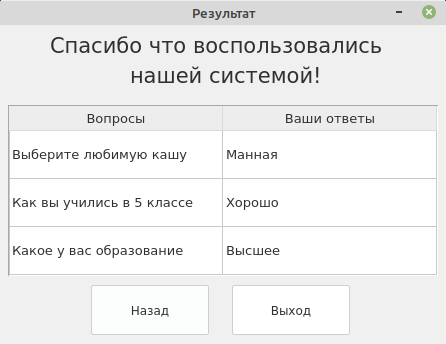 Результат
Спасибо что воспользовались
нашей системой!
Вопросы Ваши ответы
Выберите любимую кашу Манная
Как вы учились в 5 классе Хорошо
Какое у вас образование Высшее
Назад Выход